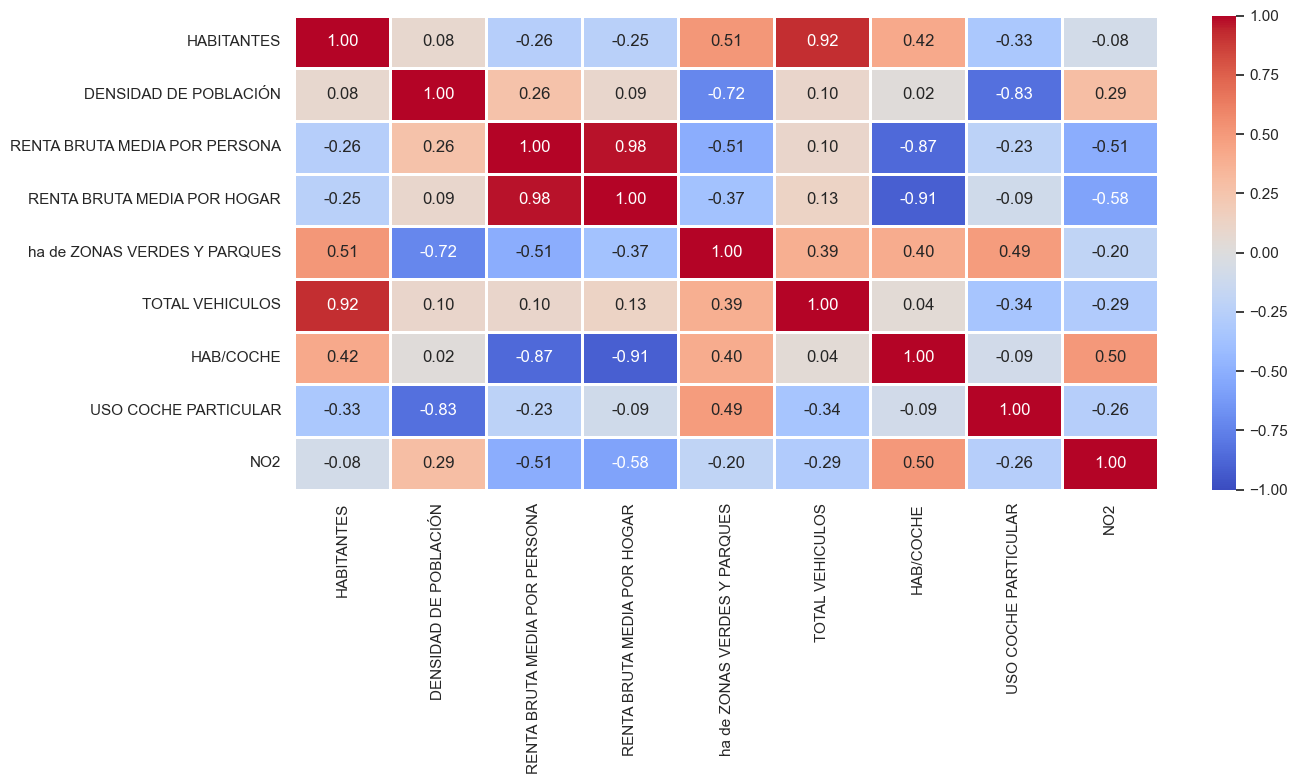 HABITANTES 1.00 0.08 -0.26 -0.25 0.51 0.92 0.42 -0.33 -0.08
DENSIDAD DE POBLACIÓN 0.08 1.00 0.26 0.09 -0.72 0.10 0.02 -0.83 0.29
RENTA BRUTA MEDIA POR PERSONA -0.26 0.26 1.00 0.98 -0.51 0.10 -0.87 -0.23 -0.51
RENTA BRUTA MEDIA POR HOGAR -0.25 0.09 0.98 1.00 -0.37 0.13 -0.91 -0.09 -0.58
ha de ZONAS VERDES Y PARQUES 0.51 -0.72 -0.51 -0.37 1.00 0.39 0.40 0.49 -0.20
TOTAL VEHICULOS 0.92 0.10 0.10 0.13 0.39 1.00 0.04 -0.34 -0.29
HAB/COCHE 0.42 0.02 -0.87 -0.91 0.40 0.04 1.00 -0.09 0.50
USO COCHE PARTICULAR -0.33 -0.83 -0.23 -0.09 0.49 -0.34 -0.09 1.00 -0.26
NO2 -0.08 0.29 -0.51 -0.58 -0.20 -0.29 0.50 -0.26 1.00
HABITANTES
DENSIDAD DE POBLACIÓN
RENTA BRUTA MEDIA POR PERSONA
RENTA BRUTA MEDIA POR HOGAR
ha de ZONAS VERDES Y PARQUES
TOTAL VEHICULOS
HAB/COCHE
USO COCHE PARTICULAR
NO2
1.00
0.75
0.50
0.25
0.00
−0.25
−0.50
−0.75
−1.00